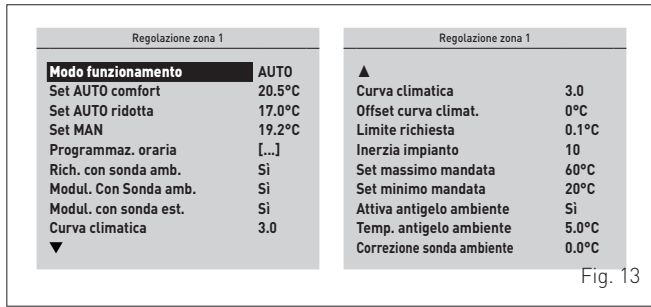 Regolazione zona 1
Modo funzionamento AUTO
Set AUTO comfort 20.5°C
Set AUTO ridotta 17.0°C
Set MAN 19.2°C
Programmaz. oraria [...]
Rich. con sonda amb. Sì
Modul. Con Sonda amb. Sì
Modul. con sonda est. Sì
Curva climatica 3.0
▼
Regolazione zona 1
▲
Curva climatica 3.0
Offset curva climat. 0°C
Limite richiesta 0.1°C
Inerzia impianto 10
Set massimo mandata 60°C
Set minimo mandata 20°C
Attiva antigelo ambiente Sì
Temp. antigelo ambiente 5.0°C
Correzione sonda ambiente 0.0°C
Fig. 13